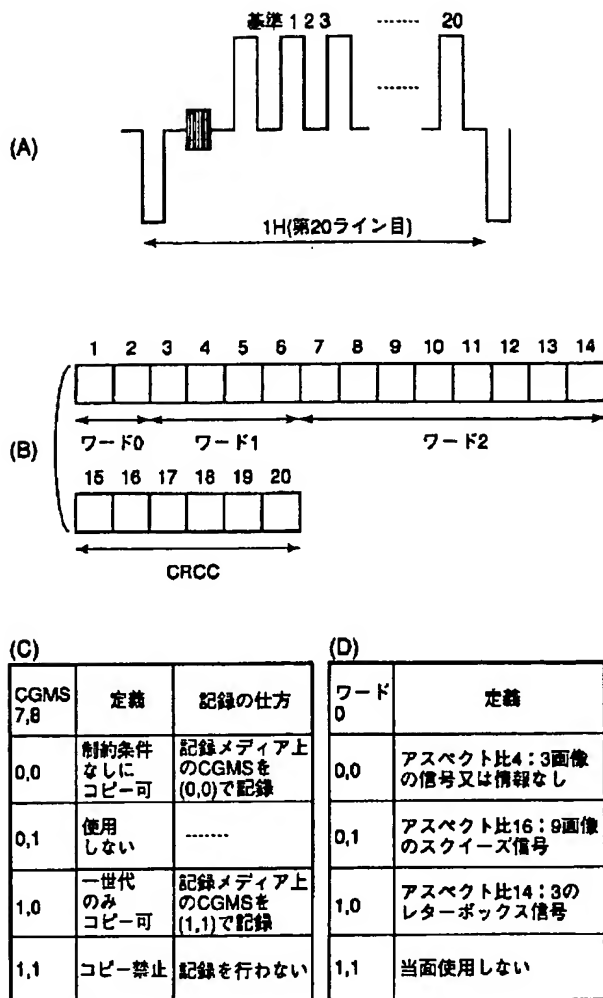 基準 1 2 3 ........ 20
........
(A)
1H(第20ライン目)
1 2 3 4 5 6 7 8 9 10 11 12 13 14
(B)
ワード0 ワード1 ワード2
15 16 17 18 19 20
CRCC
(C)
CGMS 7,8 定義 記録の仕方
0,0 制約条件なしにコピー可 記録メディア上のCGMSを(0,0)で記録
0,1 使用しない -------
1,0 一世代のみコピー可 記録メディア上のCGMSを(1,1)で記録
1,1 コピー禁止 記録を行わない
(D)
ワード0 定義
0,0 アスペクト比4：3画像の信号又は情報なし
0,1 アスペクト比16：9画像のスクイーズ信号
1,0 アスペクト比14：3のレターボックス信号
1,1 当面使用しない